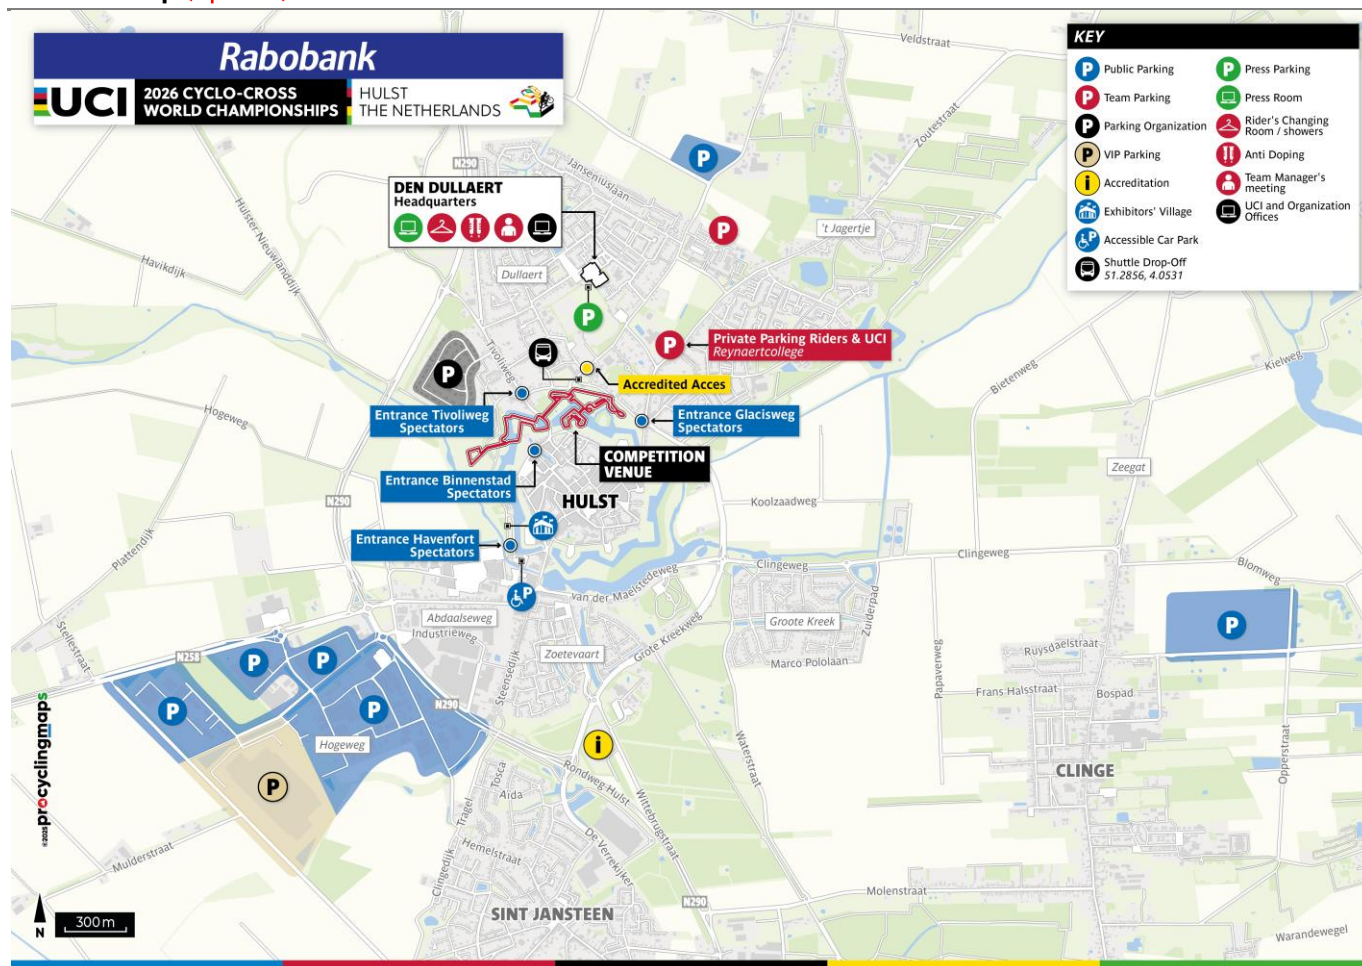 Rabobank
UCI
2026 CYCLO-CROSS
WORLD CHAMPIONSHIPS
HULST
THE NETHERLANDS
KEY
P Public Parking
P Team Parking
P Parking Organization
P VIP Parking
i Accreditation
Exhibitors' Village
P Accessible Car Park
Shuttle Drop-Off
51.2856, 4.0531
P Press Parking
Press Room
Rider's Changing
Room / showers
Anti Doping
Team Manager's
meeting
UCI and Organization
Offices
Veldstraat
Zoutestraat
N290
Janseniuslaan
P
DEN DULLAERT
Headquarters
P
't Jagertje
Hulster Nieuwlanddijk
Havikdijk
Dullaert
P
Tivoliweg
P
Private Parking Riders & UCI
Reynaertcollege
P
Accredited Acces
Kielweg
Bietenweg
Hogeweg
Entrance Tivoliweg
Spectators
Entrance Glacisweg
Spectators
COMPETITION
VENUE
Zeegat
Entrance Binnenstad
Spectators
HULST
N290
Koolzaadweg
Plattendijk
Entrance Havenfort
Spectators
Clingeweg
Clingeweg
Blomweg
van der Maelstedeweg
P
Stellestraat
Abdaalseweg
Industrieweg
Groote Kreek
Zuiderpad
P
Zoetevaart
Grote Kreekweg
Marco Pololaan
Papaverweg
Ruysdaelstraat
N258
P
P
Steensedijk
Frans Halsstraat
Bospad
P
P
N290
Hogeweg
i
Waterstraat
Opperstraat
P
Tosca
Aida
Rondweg-Hulst
Wittebrugstraat
CLINGE
Tragel
©2025 procyclingmaps
Mulderstraat
Hemelstraat
De Verrekijker
Clingedijk
Molenstraat
N290
SINT JANSTEEN
N
300 m
Warandewegel